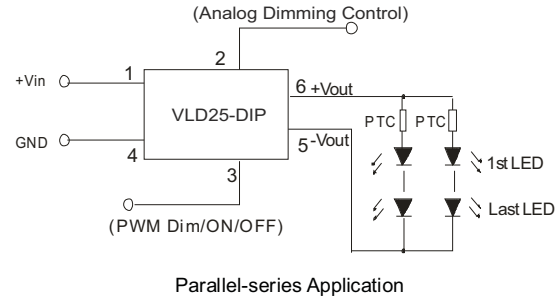 (Analog Dimming Control)
2
+Vin
1
6 +Vout
VLD25-DIP
PTC PTC
GND
4
5 -Vout
1st LED
3
Last LED
(PWM Dim/ON/OFF)
Parallel-series Application